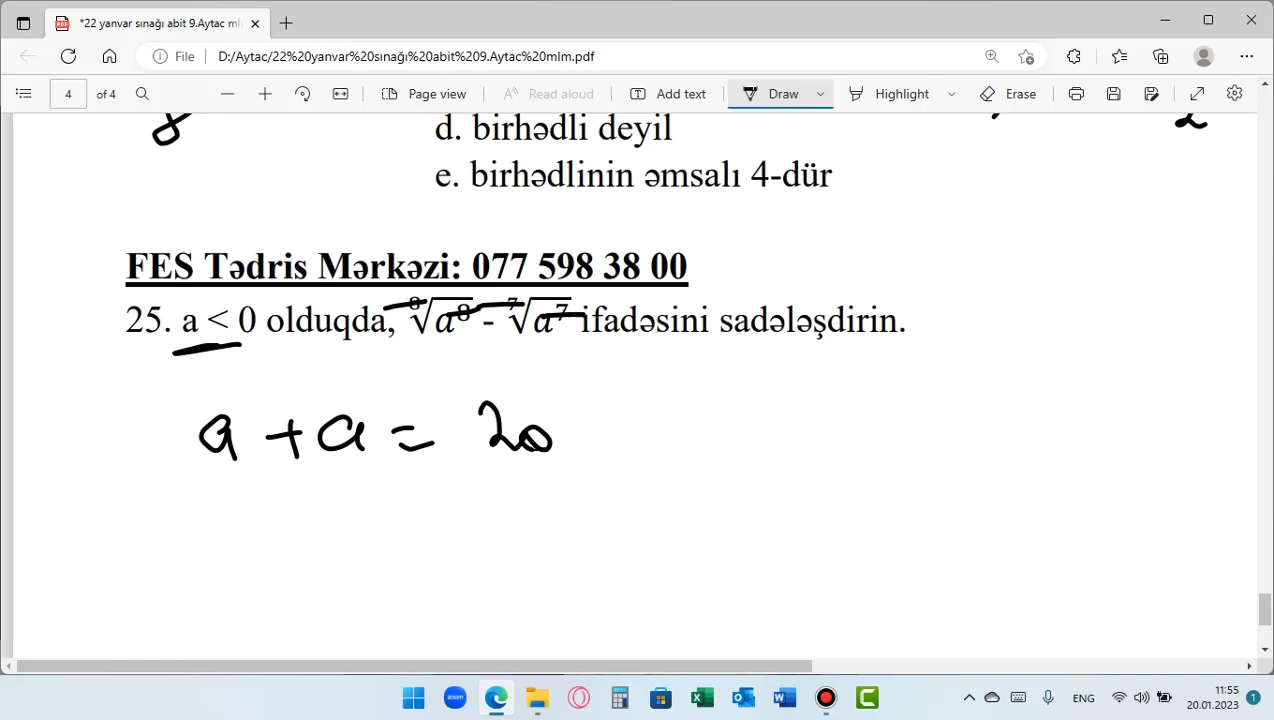 *22 yanvar sınağı abit 9.Aytac ml
File D:/Aytac/22%20yanvar%20sınağı%20abit%209.Aytac%20mlm.pdf
4 of 4 Page view Read aloud Add text Draw Highlight Erase
d. birhədli deyil
e. birhədlinin əmsalı 4-dür
FES Tədris Mərkəzi: 077 598 38 00
25. a < 0 olduqda, ⁸√a⁸ - ⁷√a⁷ ifadəsini sadələşdirin.
a + a = 2a
zoom
ENG 11:55
20.01.2023 1